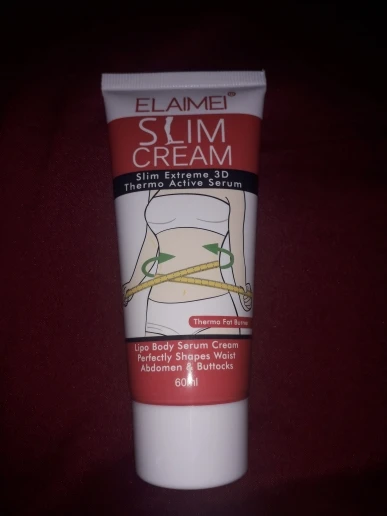 ELAIMEI®
SLIM
CREAM
Slim Extreme 3D
Thermo Active Serum
Thermo Fat Burner
Lipo Body Serum Cream
Perfectly Shapes Waist
Abdomen & Buttocks
60ml